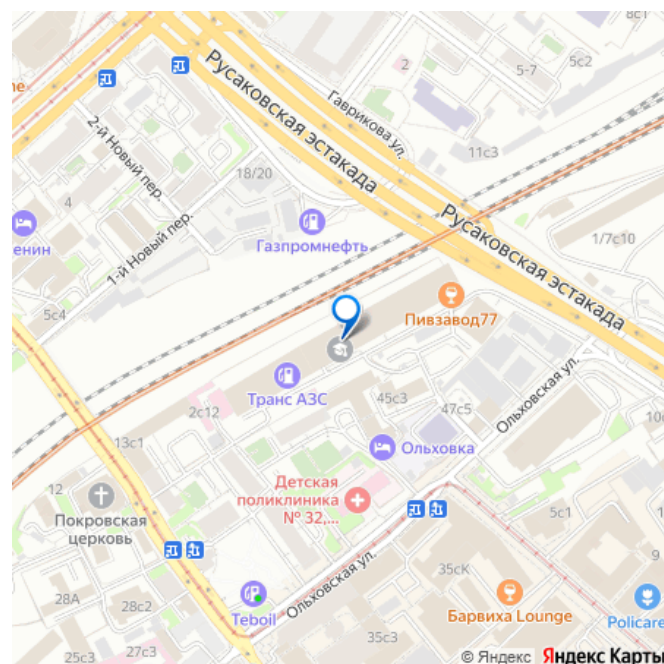 8с1
5с2
5-7
2
не
Русаковская эстакада
Гаврикова Ул.
2-й Новый пер.
11с3
18/20
4
енин
1-й Новый пер.
Газпромнефть
Русаковская эстакада
1/7с10
5с4
Пивзавод77
Транс АЗС
2с12
45с3
47с5
Ольховская ул.
10с
13с1
Ольховка
12
Покровская
церковь
Детская
поликлиника
№ 32,...
5с1
28А
28с2
Teboil
Ольховская ул.
35сК
9
Барвиха Lounge
Policare
27с3
35с3
25с3
© Яндекс Яндекс Карты